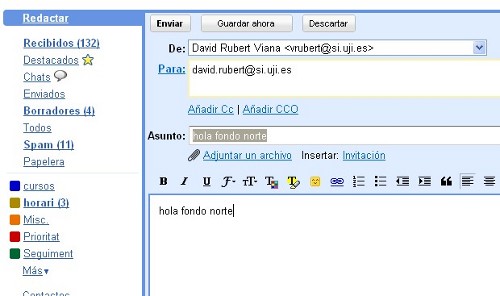 Redactar
Recibidos (132)
Destacados
Chats
Enviados
Borradores (4)
Todos
Spam (11)
Papelera
cursos
horari (3)
Misc.
Prioritat
Seguiment
Más▾
Contactos
Enviar Guardar ahora Descartar
De: David Rubert Viana <vrubert@si.uji.es>
Para: david.rubert@si.uji.es
Añadir Cc | Añadir CCO
Asunto: hola fondo norte
Adjuntar un archivo Insertar: Invitación
B I U F T T T
hola fondo norte